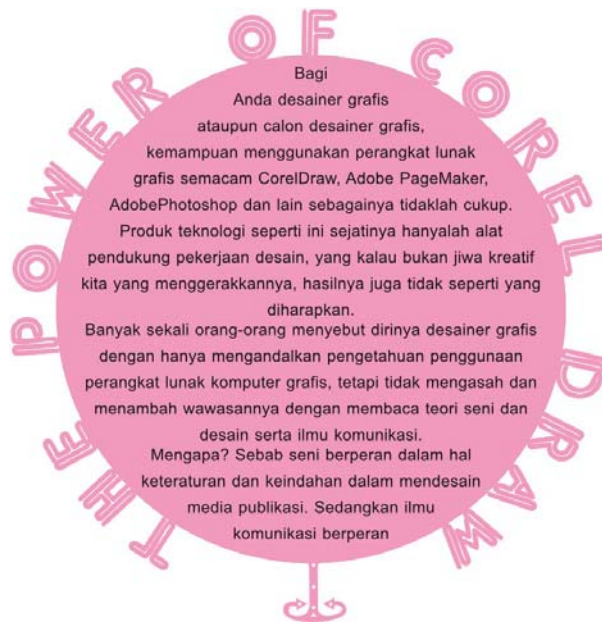 THE POWER OF COREL DRAW
Bagi
Anda desainer grafis
ataupun calon desainer grafis,
kemampuan menggunakan perangkat lunak
grafis semacam CorelDraw, Adobe PageMaker,
AdobePhotoshop dan lain sebagainya tidaklah cukup.
Produk teknologi seperti ini sejatinya hanyalah alat
pendukung pekerjaan desain, yang kalau bukan jiwa kreatif
kita yang menggerakkannya, hasilnya juga tidak seperti yang
diharapkan.
Banyak sekali orang-orang menyebut dirinya desainer grafis
dengan hanya mengandalkan pengetahuan penggunaan
perangkat lunak komputer grafis, tetapi tidak mengasah dan
menambah wawasannya dengan membaca teori seni dan
desain serta ilmu komunikasi.
Mengapa? Sebab seni berperan dalam hal
keteraturan dan keindahan dalam mendesain
media publikasi. Sedangkan ilmu
komunikasi berperan